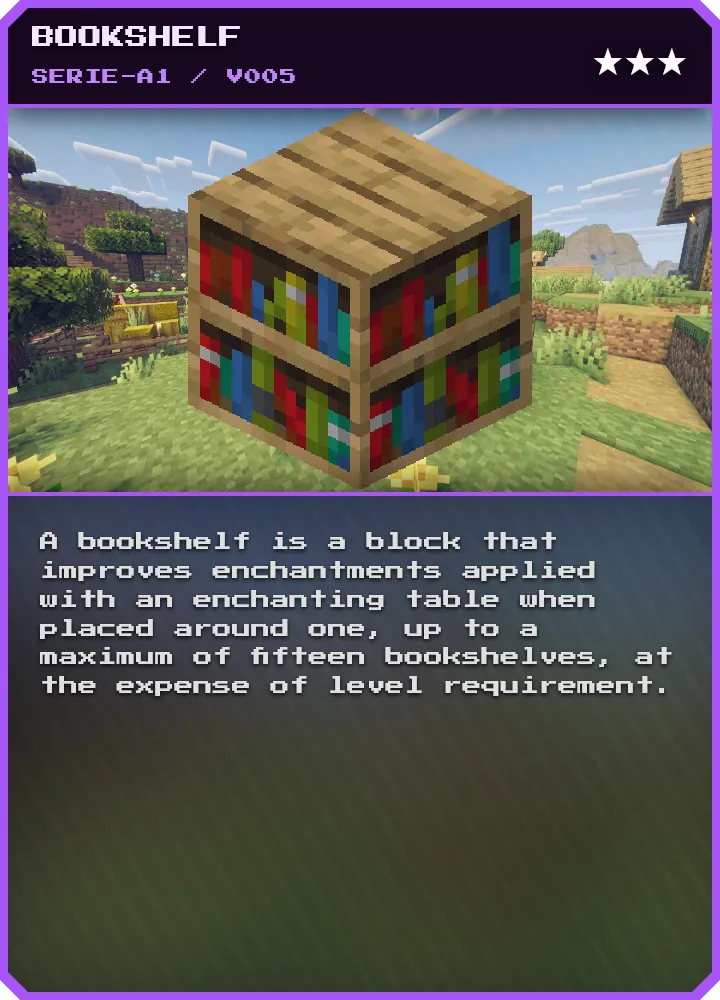 BOOKSHELF
SERIE-A1 / V005
★★★
A bookshelf is a block that
improves enchantments applied
with an enchanting table when
placed around one, up to a
maximum of fifteen bookshelves, at
the expense of level requirement.